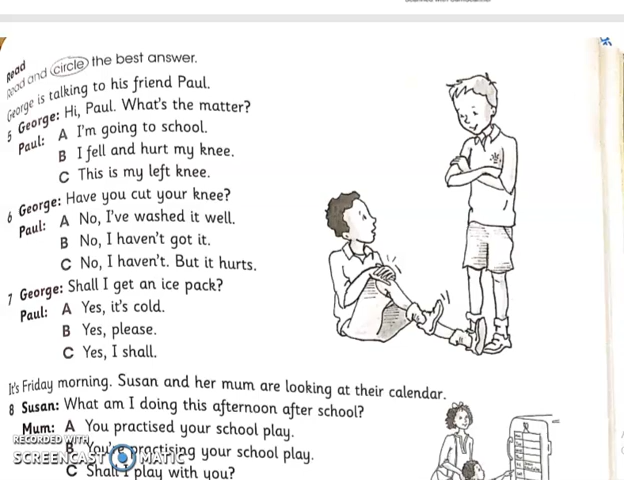 Read
Read and circle the best answer.
George is talking to his friend Paul.
5 George: Hi, Paul. What's the matter?
Paul: A I'm going to school.
B I fell and hurt my knee.
C This is my left knee.
6 George: Have you cut your knee?
Paul: A No, I've washed it well.
B No, I haven't got it.
C No, I haven't. But it hurts.
7 George: Shall I get an ice pack?
Paul: A Yes, it's cold.
B Yes, please.
C Yes, I shall.
It's Friday morning. Susan and her mum are looking at their calendar.
8 Susan: What am I doing this afternoon after school?
Mum: A You practised your school play.
RECORDED WITH
B You're practising your school play.
SCREENCAST MATIC
C Shall I play with you?